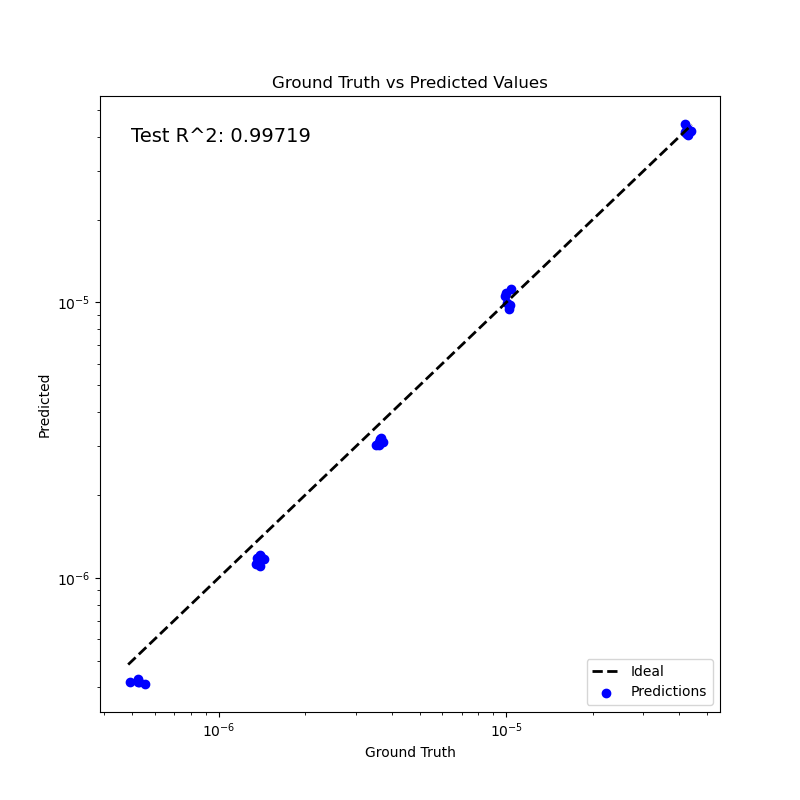 Ground Truth vs Predicted Values
Test R^2: 0.99719
10⁻⁵
10⁻⁶
Predicted
Ideal
Predictions
10⁻⁶
10⁻⁵
Ground Truth